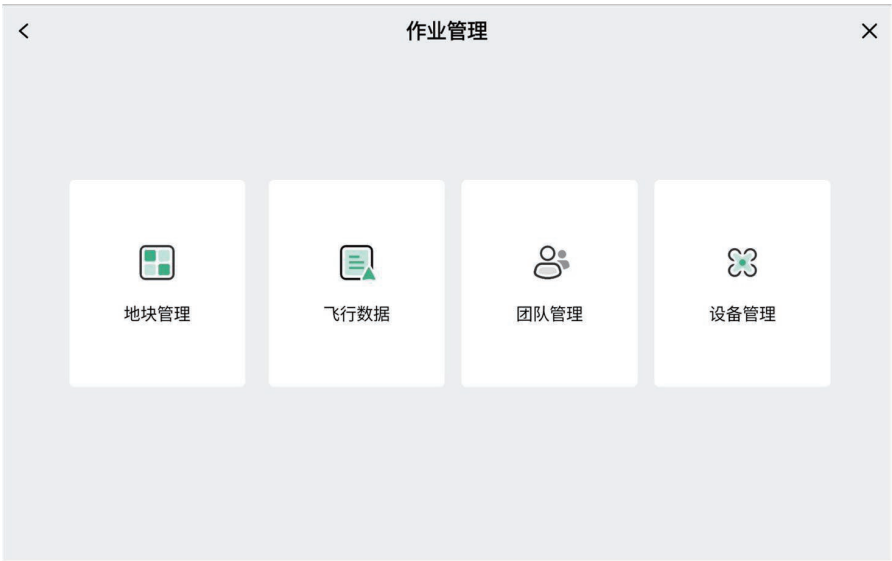 作业管理
地块管理
飞行数据
团队管理
设备管理